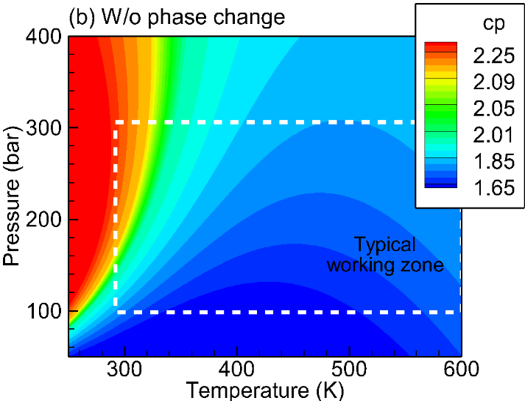 (b) W/o phase change
cp
2.25
2.09
2.05
2.01
1.85
1.65
400
300
200
100
Pressure (bar)
Typical
working zone
300
400
500
600
Temperature (K)